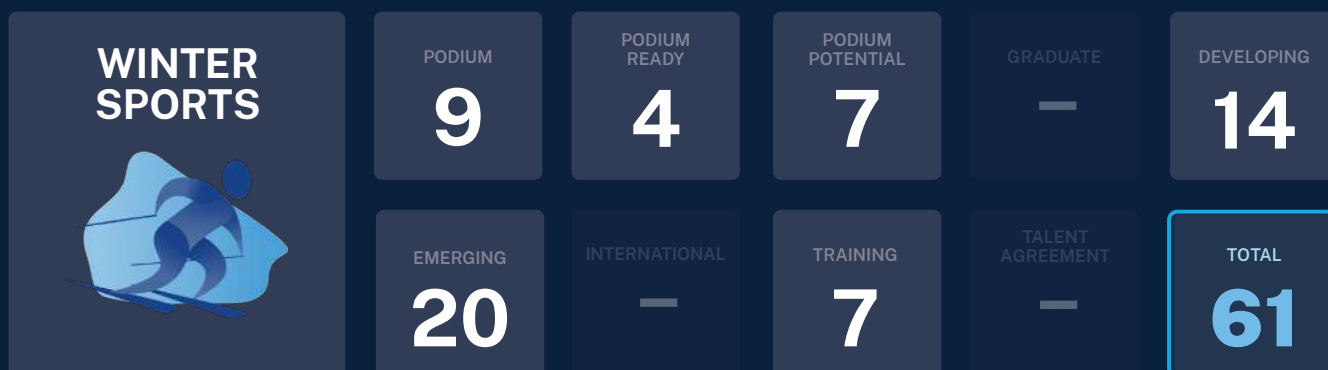 WINTER
SPORTS
PODIUM
9
PODIUM
READY
4
PODIUM
POTENTIAL
7
GRADUATE
–
DEVELOPING
14
EMERGING
20
INTERNATIONAL
–
TRAINING
7
TALENT
AGREEMENT
–
TOTAL
61